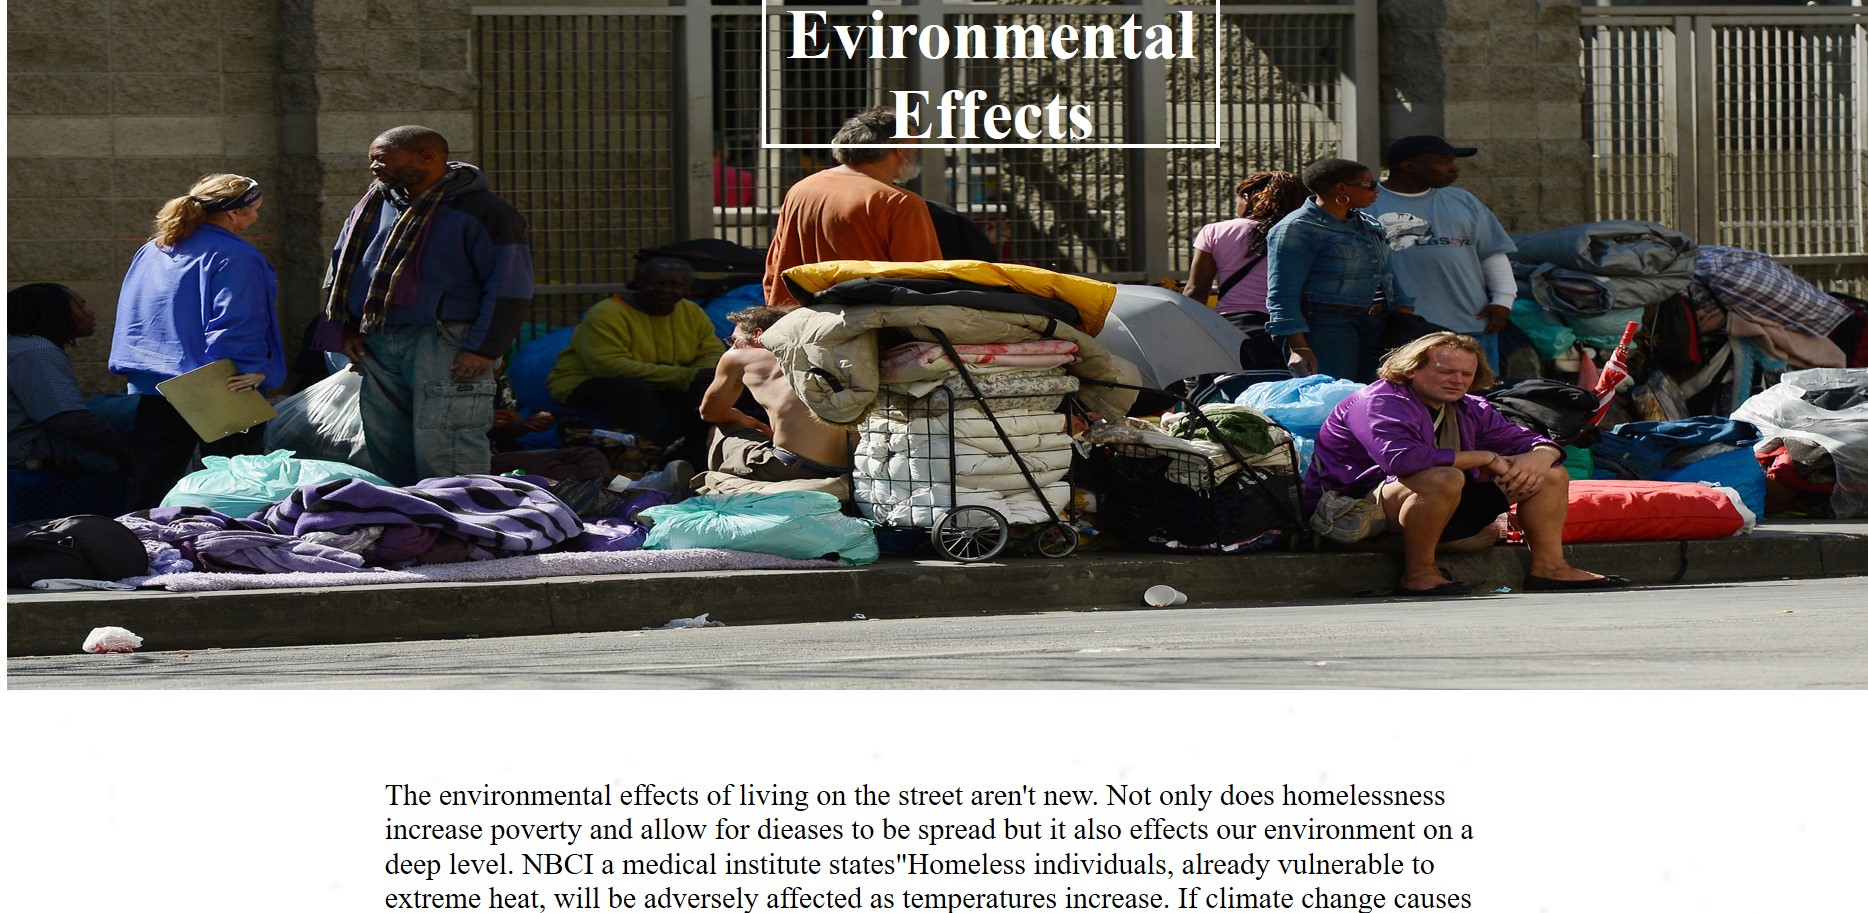 Evironmental
Effects
The environmental effects of living on the street aren't new. Not only does homelessness
increase poverty and allow for dieases to be spread but it also effects our environment on a
deep level. NBCI a medical institute states"Homeless individuals, already vulnerable to
extreme heat, will be adversely affected as temperatures increase. If climate change causes